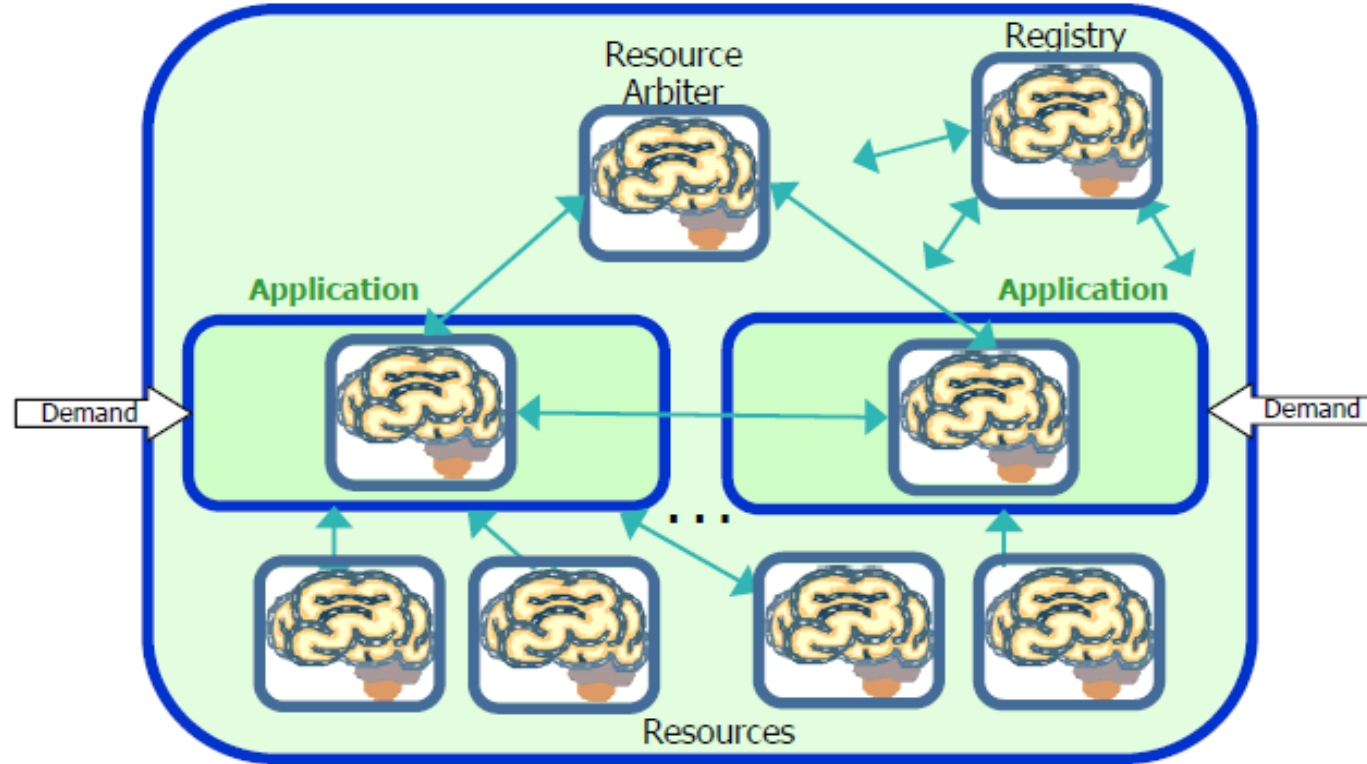 Resource
Arbiter
Registry
Application
Application
Demand
Demand
...
Resources